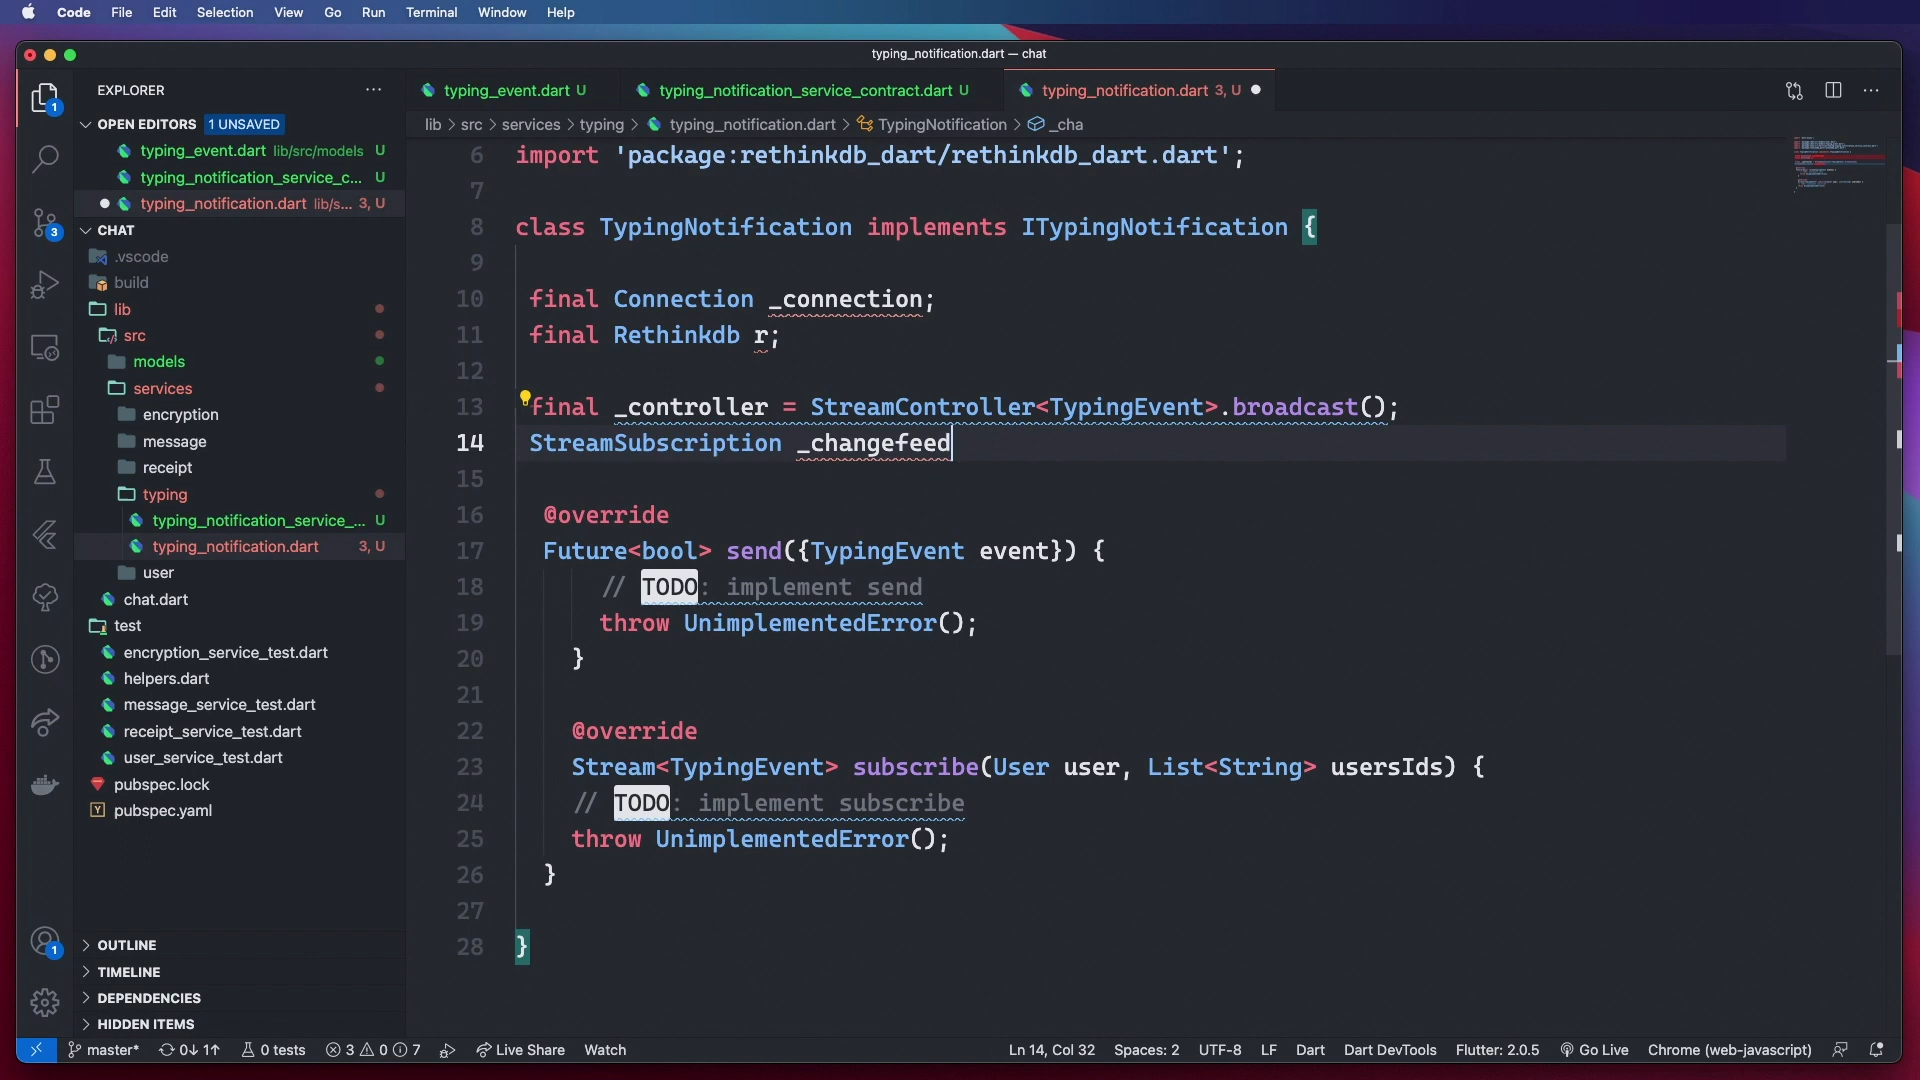 Code File Edit Selection View Go Run Terminal Window Help
typing_notification.dart — chat
EXPLORER
OPEN EDITORS 1 UNSAVED
typing_event.dart lib/src/models U
typing_notification_service_c... U
typing_notification.dart lib/s... 3, U
CHAT
.vscode
build
lib
src
models
services
encryption
message
receipt
typing
typing_notification_service_... U
typing_notification.dart 3, U
user
chat.dart
test
encryption_service_test.dart
helpers.dart
message_service_test.dart
receipt_service_test.dart
user_service_test.dart
pubspec.lock
pubspec.yaml
OUTLINE
TIMELINE
DEPENDENCIES
HIDDEN ITEMS
1
3
1
typing_event.dart U typing_notification_service_contract.dart U typing_notification.dart 3, U
lib > src > services > typing > typing_notification.dart > TypingNotification > _cha
6 import 'package:rethinkdb_dart/rethinkdb_dart.dart';
7
8 class TypingNotification implements ITypingNotification {
9
10 final Connection _connection;
11 final Rethinkdb r;
12
13 final _controller = StreamController<TypingEvent>.broadcast();
14 StreamSubscription _changefeed
15
16 @override
17 Future<bool> send({TypingEvent event}) {
18 // TODO: implement send
19 throw UnimplementedError();
20 }
21
22 @override
23 Stream<TypingEvent> subscribe(User user, List<String> usersIds) {
24 // TODO: implement subscribe
25 throw UnimplementedError();
26 }
27
28 }
master* 0↓ 1↑ 0 tests 3 0 7 Live Share Watch Ln 14, Col 32 Spaces: 2 UTF-8 LF Dart Dart DevTools Flutter: 2.0.5 Go Live Chrome (web-javascript)